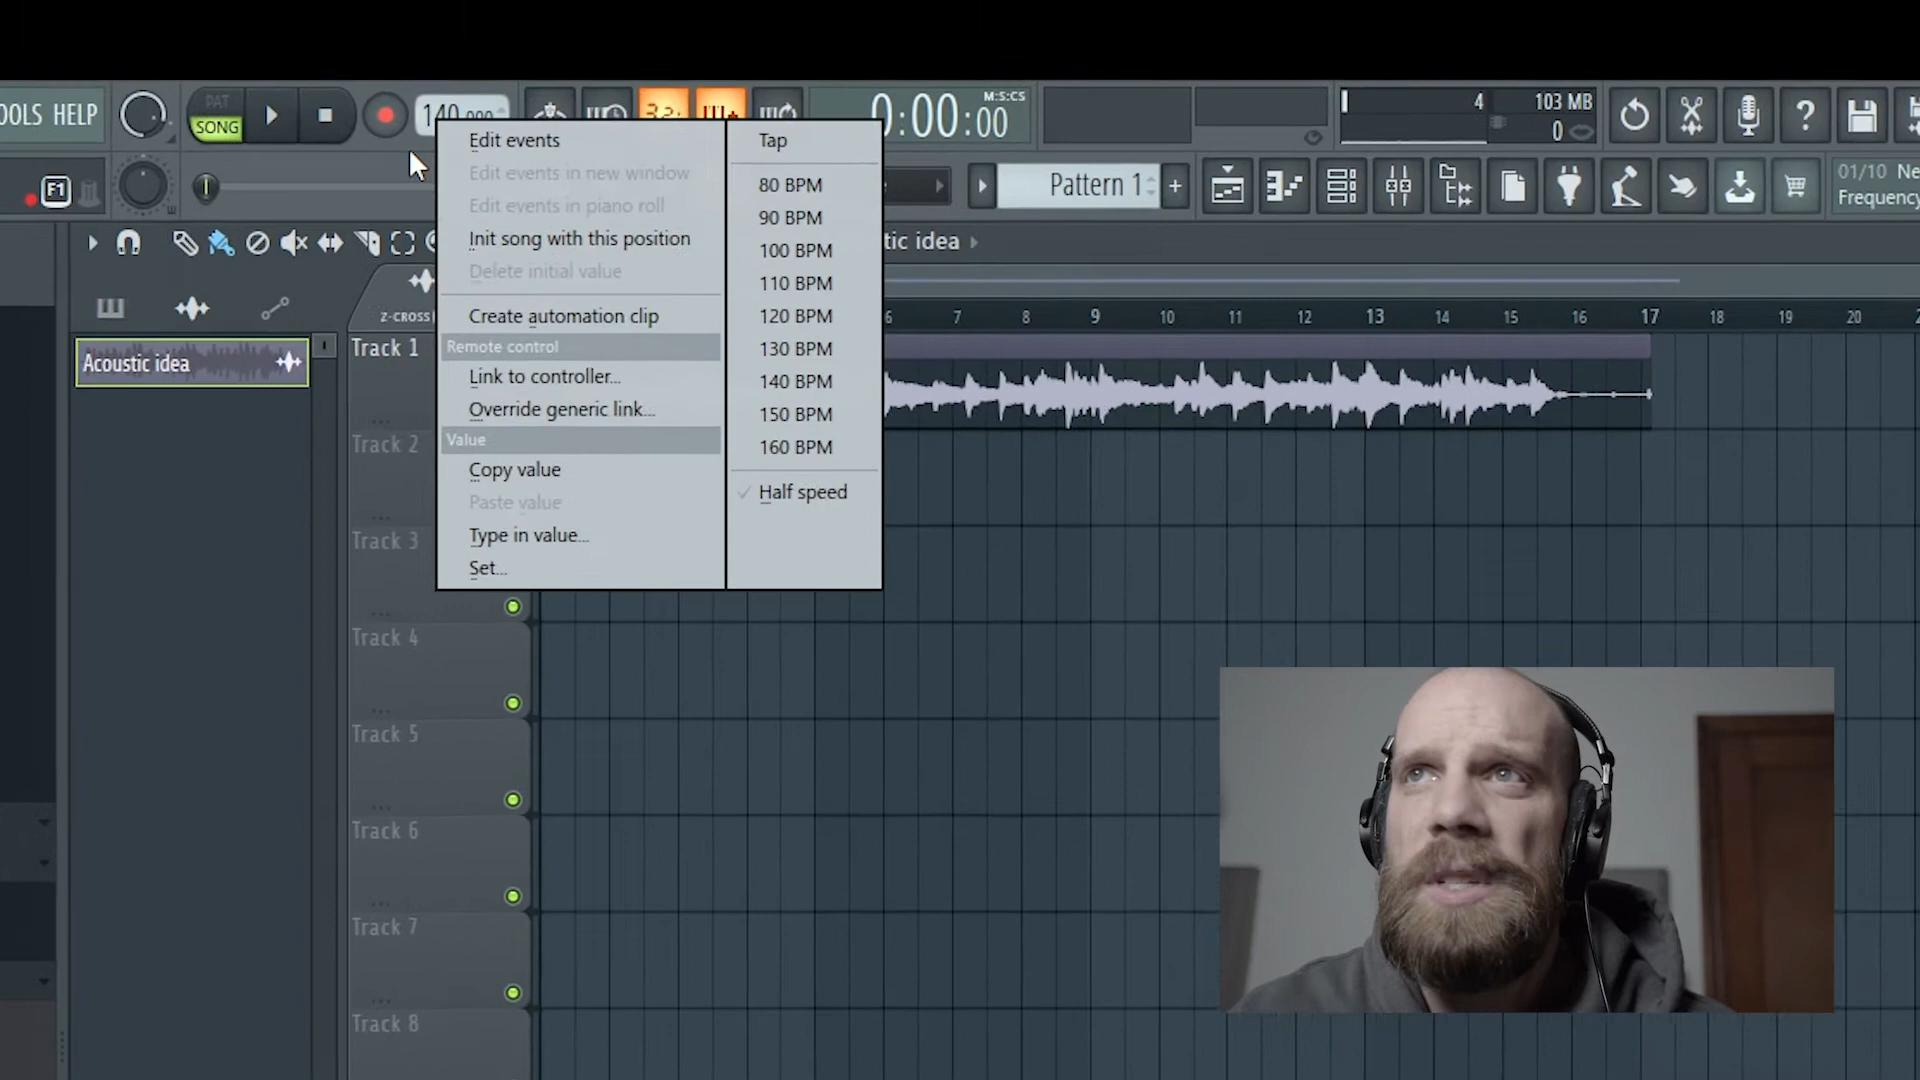 OOLS HELP
PAT
SONG
140.000
3.2.
0:00:00
M:S:CS
4
103 MB
0
F1
Pattern 1
+
01/10 Ne
Frequency
tic idea
Edit events
Edit events in new window
Edit events in piano roll
Init song with this position
Delete initial value
Create automation clip
Remote control
Link to controller...
Override generic link...
Value
Copy value
Paste value
Type in value...
Set...
Tap
80 BPM
90 BPM
100 BPM
110 BPM
120 BPM
130 BPM
140 BPM
150 BPM
160 BPM
Half speed
Z-CROSS
6 7 8 9 10 11 12 13 14 15 16 17 18 19 20
Acoustic idea
Track 1
Track 2
Track 3
Track 4
Track 5
Track 6
Track 7
Track 8